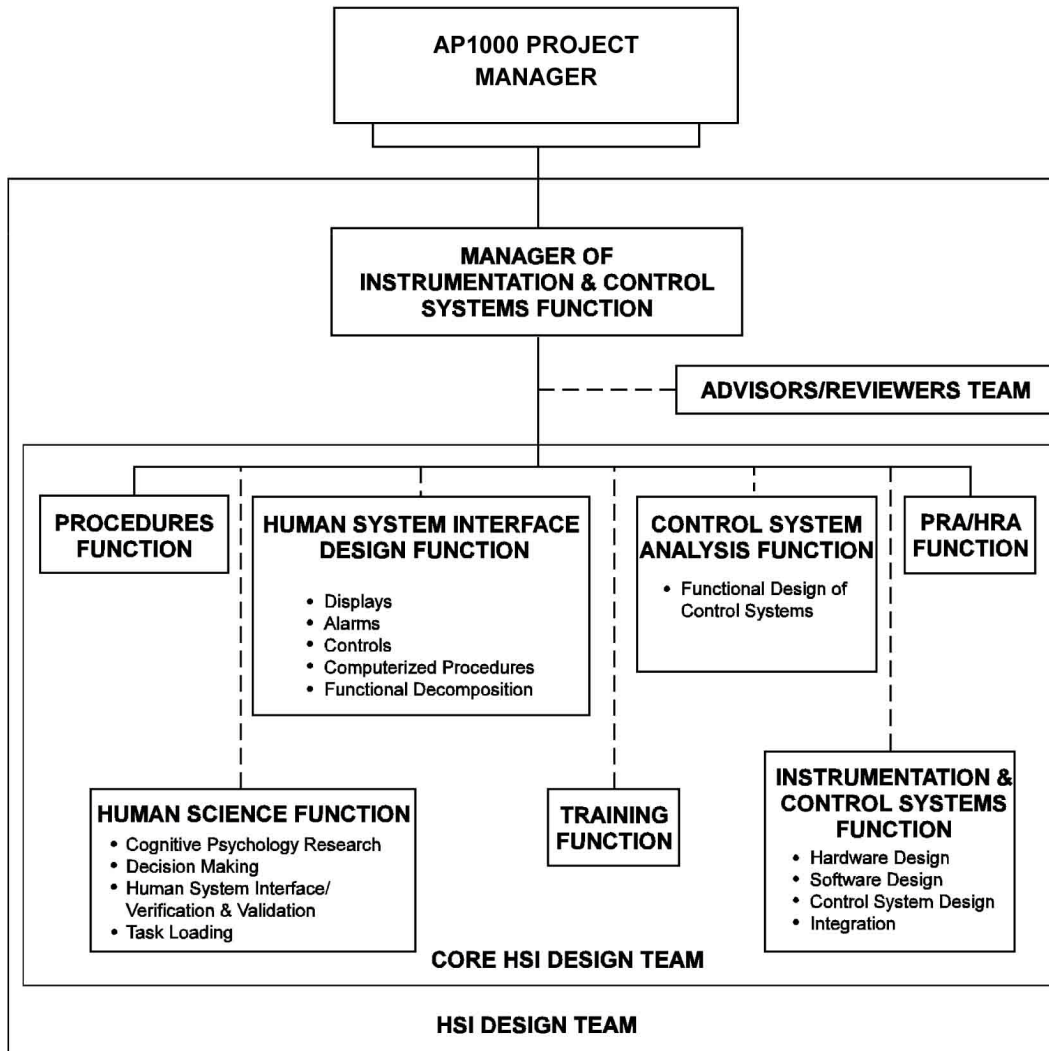 AP1000 PROJECT
MANAGER
MANAGER OF
INSTRUMENTATION & CONTROL
SYSTEMS FUNCTION
ADVISORS/REVIEWERS TEAM
PROCEDURES
FUNCTION
HUMAN SYSTEM INTERFACE
DESIGN FUNCTION
• Displays
• Alarms
• Controls
• Computerized Procedures
• Functional Decomposition
CONTROL SYSTEM
ANALYSIS FUNCTION
• Functional Design of
Control Systems
PRA/HRA
FUNCTION
HUMAN SCIENCE FUNCTION
• Cognitive Psychology Research
• Decision Making
• Human System Interface/
Verification & Validation
• Task Loading
TRAINING
FUNCTION
INSTRUMENTATION &
CONTROL SYSTEMS
FUNCTION
• Hardware Design
• Software Design
• Control System Design
• Integration
CORE HSI DESIGN TEAM
HSI DESIGN TEAM